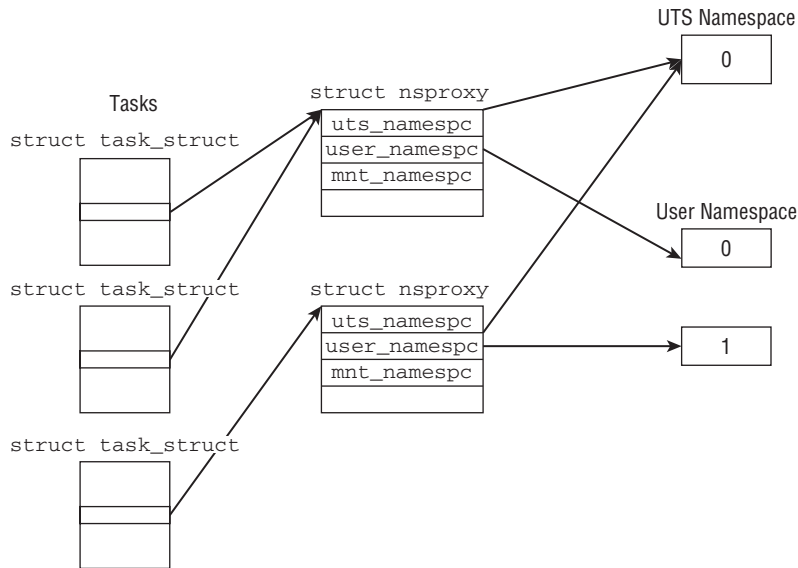 UTS Namespace
0
Tasks
struct nsproxy
uts_namespc
user_namespc
mnt_namespc
struct task_struct
User Namespace
0
struct task_struct
struct nsproxy
uts_namespc
user_namespc
mnt_namespc
1
struct task_struct